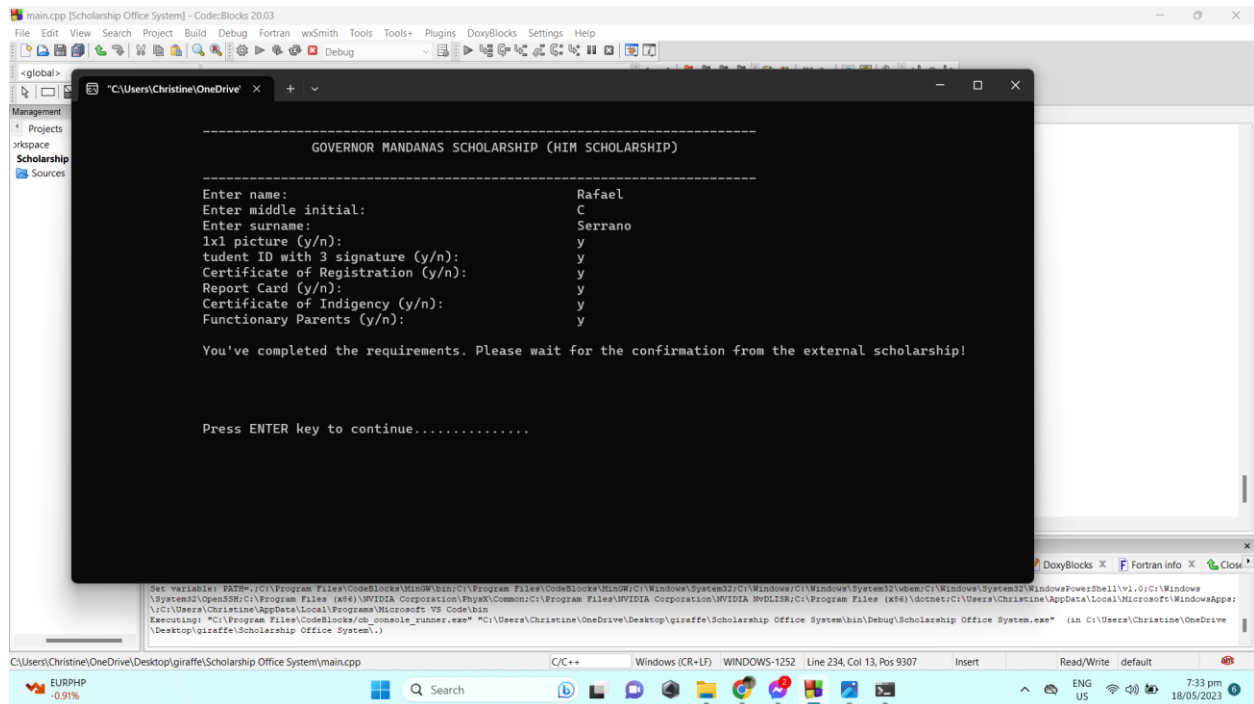 main.cpp [Scholarship Office System] - Code::Blocks 20.03
File Edit View Search Project Build Debug Fortran wxSmith Tools Tools+ Plugins DoxyBlocks Settings Help
Debug
<global>
"C:\Users\Christine\OneDrive'
Management
Projects
orkspace
Scholarship
Sources
GOVERNOR MANDANAS SCHOLARSHIP (HIM SCHOLARSHIP)
Enter name: Rafael
Enter middle initial: C
Enter surname: Serrano
1x1 picture (y/n): y
tudent ID with 3 signature (y/n): y
Certificate of Registration (y/n): y
Report Card (y/n): y
Certificate of Indigency (y/n): y
Functionary Parents (y/n): y
You've completed the requirements. Please wait for the confirmation from the external scholarship!
Press ENTER key to continue...............
DoxyBlocks Fortran info Close
Set variable: PATH=.;C:\Program Files\CodeBlocks\MinGW\bin;C:\Program Files\CodeBlocks\MinGW;C:\Windows\System32;C:\Windows;C:\Windows\System32\wbem;C:\Windows\System32\WindowsPowerShell\v1.0;C:\Windows
\System32\OpenSSH;C:\Program Files (x86)\NVIDIA Corporation\PhysX\Common;C:\Program Files\NVIDIA Corporation\NVIDIA NvDLISR;C:\Program Files (x86)\dotnet;C:\Users\Christine\AppData\Local\Microsoft\WindowsApps;
\;C:\Users\Christine\AppData\Local\Programs\Microsoft VS Code\bin
Executing: "C:\Program Files\CodeBlocks/cb_console_runner.exe" "C:\Users\Christine\OneDrive\Desktop\giraffe\Scholarship Office System\bin\Debug\Scholarship Office System.exe" (in C:\Users\Christine\OneDrive
\Desktop\giraffe\Scholarship Office System\.)
C:\Users\Christine\OneDrive\Desktop\giraffe\Scholarship Office System\main.cpp C/C++ Windows (CR+LF) WINDOWS-1252 Line 234, Col 13, Pos 9307 Insert Read/Write default
EURPHP
-0.91%
Search
ENG
US
7:33 pm
18/05/2023
6
2